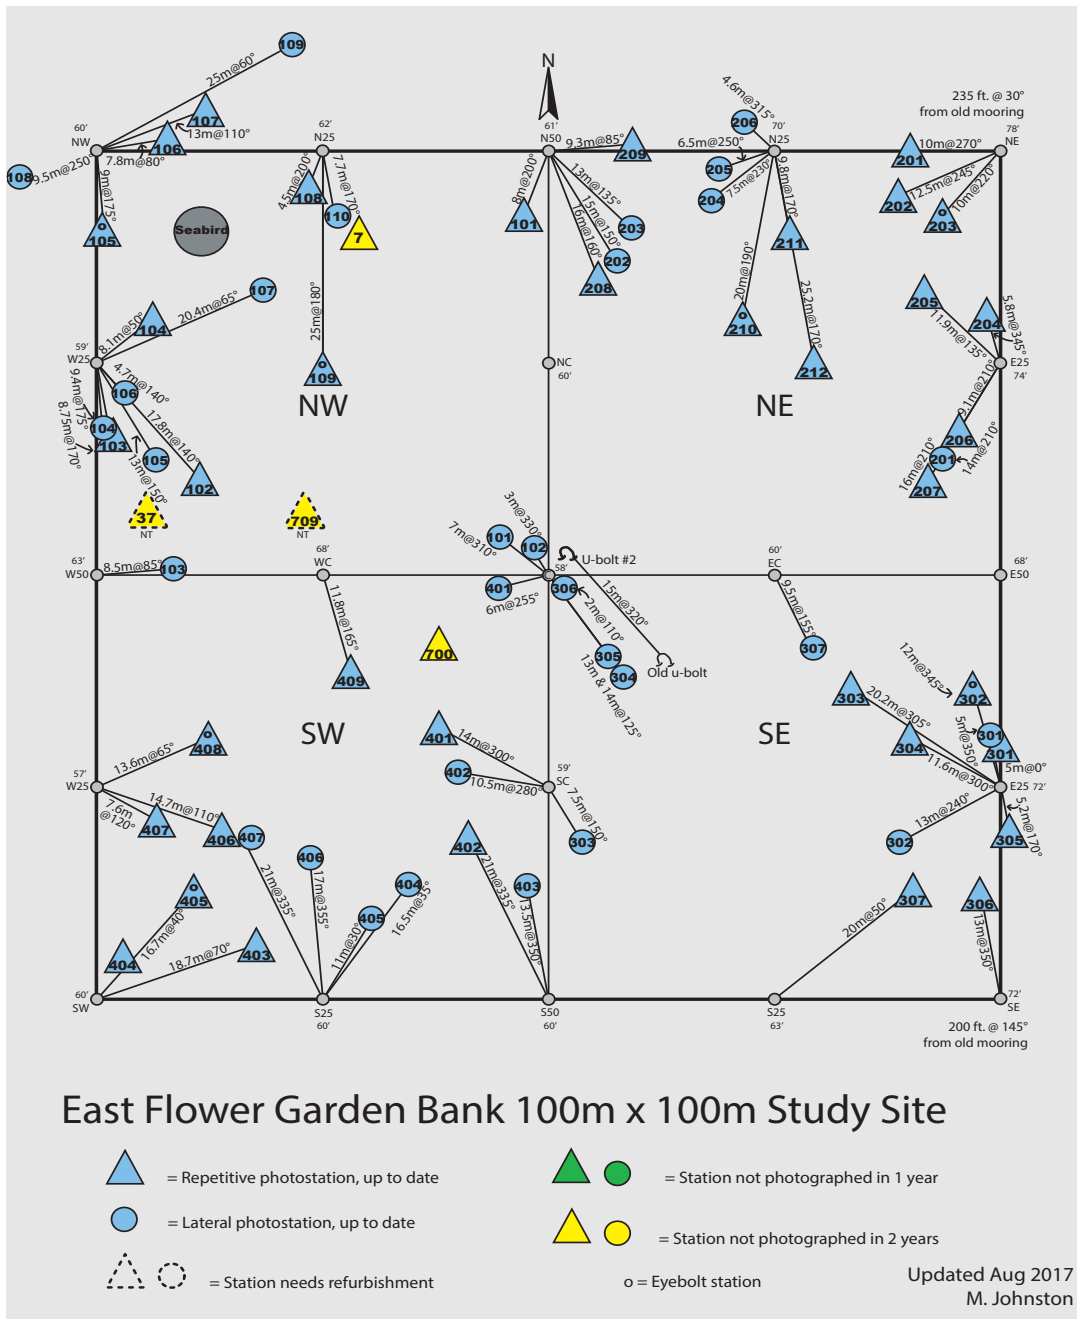 109
25m@60°
N
4.6m@315°
235 ft. @ 30°
from old mooring
107
13m@110°
206
60'
NW
106
7.8m@80°
62'
N25
61'
N50
9.3m@85°
209
6.5m@250°
70'
N25
201
10m@270°
78'
NE
108
9.5m@250°
9m@175°
105
Seabird
4.5m@200°
108
7.7m@170°
110
7
8m@200°
101
13m@135°
203
15m@150°
202
16m@160°
208
205
204
7.5m@230°
9.8m@170°
211
12.5m@245°
202
10m@220°
203
107
20.4m@65°
8.1m@50°
104
25m@180°
109
20m@190°
210
25.2m@170°
212
205
11.9m@135°
204
5.8m@345°
59'
W25
4.7m@140°
106
9.4m@175°
104
8.75m@170°
103
13m@150°
105
17.8m@140°
102
NW
NC
60'
NE
E25
74'
9.1m@210°
206
14m@210°
201
16m@210°
207
37
NT
709
NT
7m@310°
101
3m@330°
102
U-bolt #2
63'
W50
8.5m@85°
103
68'
WC
58'
60'
EC
68'
E50
401
6m@255°
306
2m@110°
15m@320°
11.8m@165°
409
700
305
304
13m & 14m@125°
Old u-bolt
9.5m@155°
307
12m@345°
302
303
20.2m@305°
304
11.6m@300°
5m@350°
301
301
5m@0°
408
13.6m@65°
SW
401
14m@300°
402
10.5m@280°
SE
57'
W25
59'
SC
E25 72'
7.6m
@120°
407
14.7m@110°
406
407
7.5m@150°
303
13m@240°
302
5.2m@170°
305
21m@335°
406
17m@355°
402
21m@335°
403
13.5m@350°
404
16.5m@35°
405
11m@30°
405
16.7m@40°
404
18.7m@70°
403
307
20m@50°
306
13m@350°
60'
SW
S25
60'
S50
60'
S25
63'
72'
SE
200 ft. @ 145°
from old mooring
East Flower Garden Bank 100m x 100m Study Site
= Repetitive photostation, up to date
= Station not photographed in 1 year
= Lateral photostation, up to date
= Station not photographed in 2 years
= Station needs refurbishment
o = Eyebolt station
Updated Aug 2017
M. Johnston